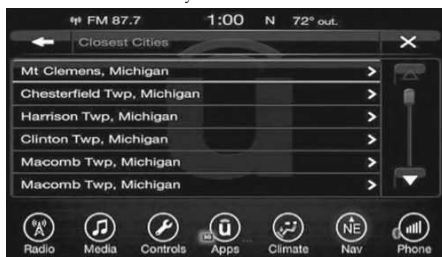 FM 87.7 1:00 N 72° out.
Closest Cities
Mt Clemens, Michigan
Chesterfield Twp, Michigan
Harrison Twp, Michigan
Clinton Twp, Michigan
Macomb Twp, Michigan
Macomb Twp, Michigan
Radio Media Controls Apps Climate NE Nav Phone